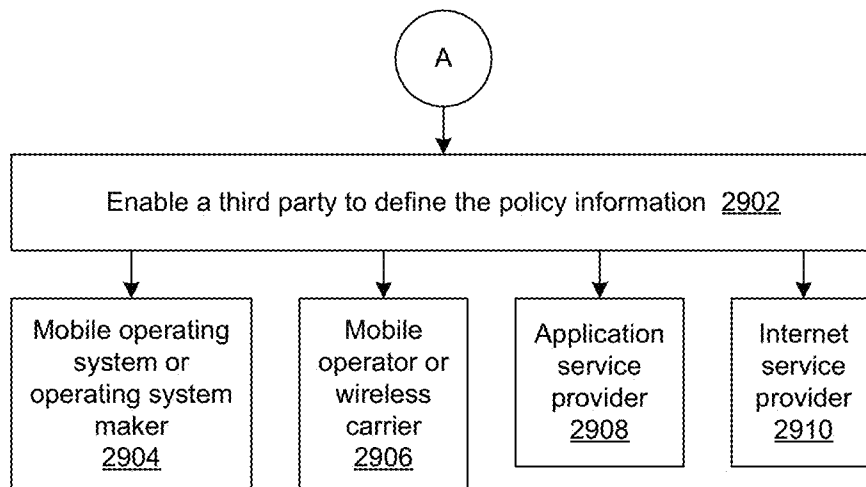 A
Enable a third party to define the policy information 2902
Mobile operating
system or
operating system
maker
2904
Mobile
operator or
wireless
carrier
2906
Application
service
provider
2908
Internet
service
provider
2910